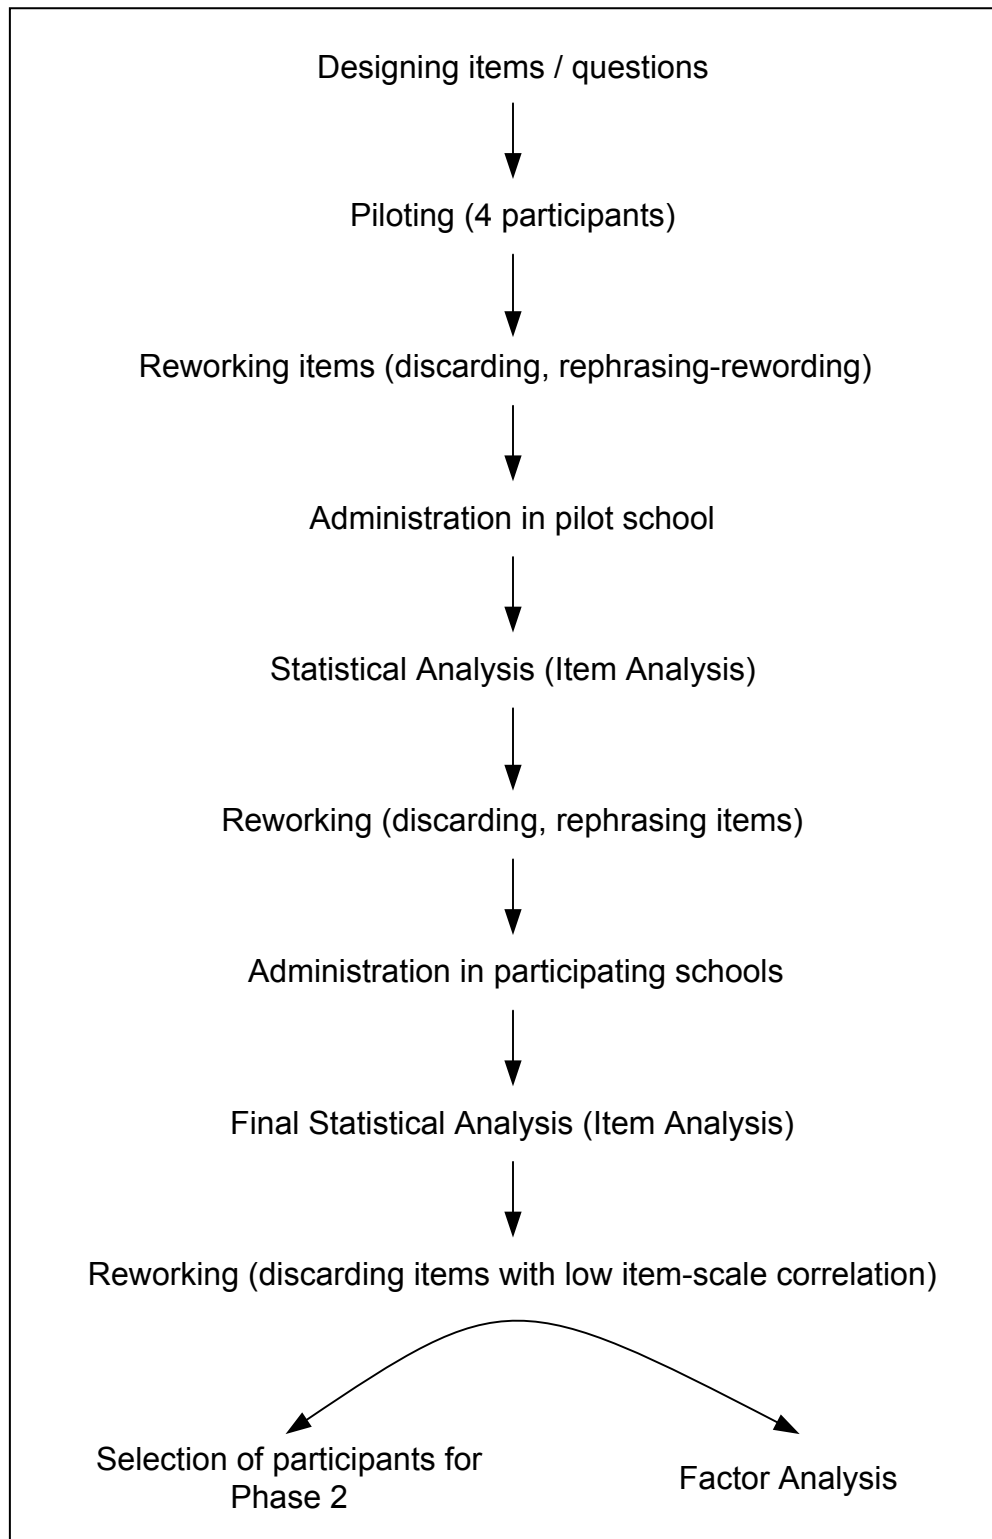 Designing items / questions
Piloting (4 participants)
Reworking items (discarding, rephrasing-rewording)
Administration in pilot school
Statistical Analysis (Item Analysis)
Reworking (discarding, rephrasing items)
Administration in participating schools
Final Statistical Analysis (Item Analysis)
Reworking (discarding items with low item-scale correlation)
Selection of participants for
Phase 2
Factor Analysis